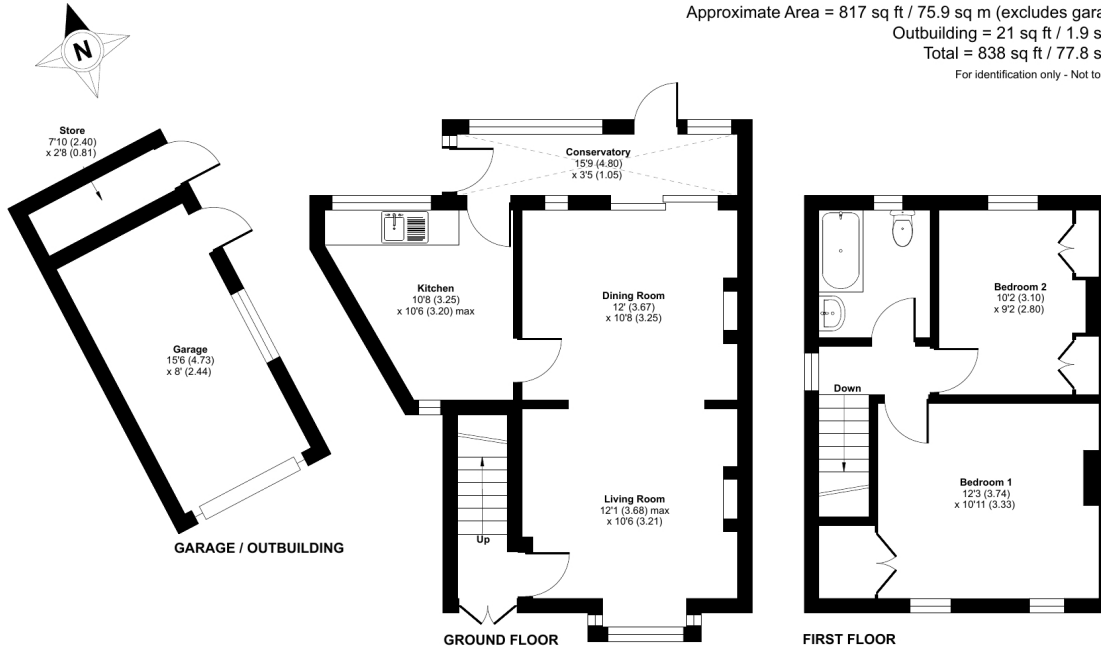 Approximate Area = 817 sq ft / 75.9 sq m (excludes gara
Outbuilding = 21 sq ft / 1.9 s
Total = 838 sq ft / 77.8 s
For identification only - Not to
N
Store
7'10 (2.40)
x 2'8 (0.81)
Garage
15'6 (4.73)
x 8' (2.44)
GARAGE / OUTBUILDING
Conservatory
15'9 (4.80)
x 3'5 (1.05)
Kitchen
10'8 (3.25)
x 10'6 (3.20) max
Dining Room
12' (3.67)
x 10'8 (3.25)
Living Room
12'1 (3.68) max
x 10'6 (3.21)
Up
GROUND FLOOR
Bedroom 2
10'2 (3.10)
x 9'2 (2.80)
Down
Bedroom 1
12'3 (3.74)
x 10'11 (3.33)
FIRST FLOOR